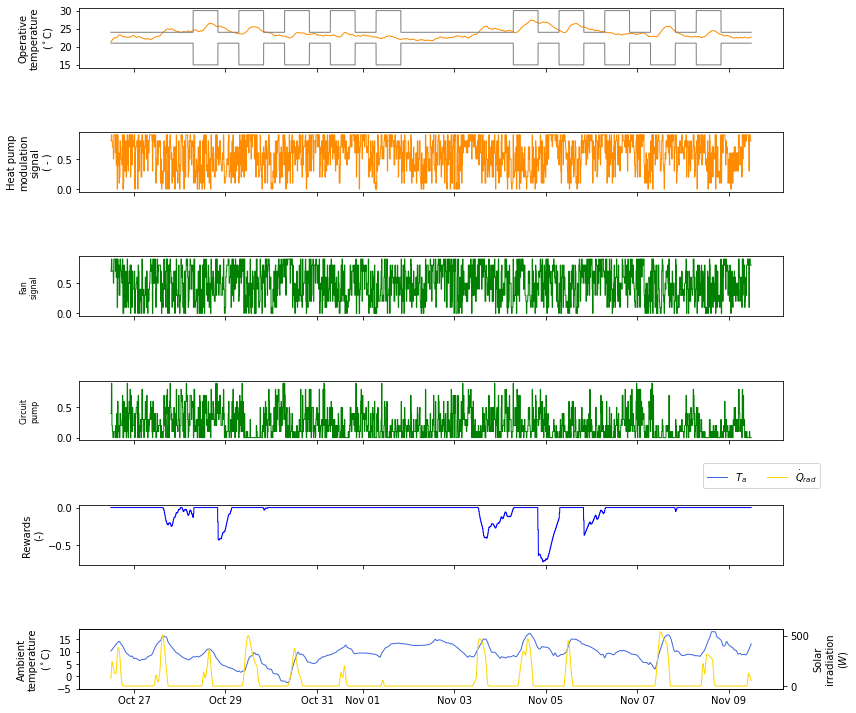 Operative
temperature
(°C)
30
25
20
15
Heat pump
modulation
signal
( - )
0.5
0.0
Fan
signal
0.5
0.0
Circuit
pump
0.5
0.0
T_a
Q̇_rad
Rewards
(-)
0.0
−0.5
Ambient
temperature
(°C)
15
10
5
0
−5
500
0
Solar
irradiation
(W)
Oct 27 Oct 29 Oct 31 Nov 01 Nov 03 Nov 05 Nov 07 Nov 09